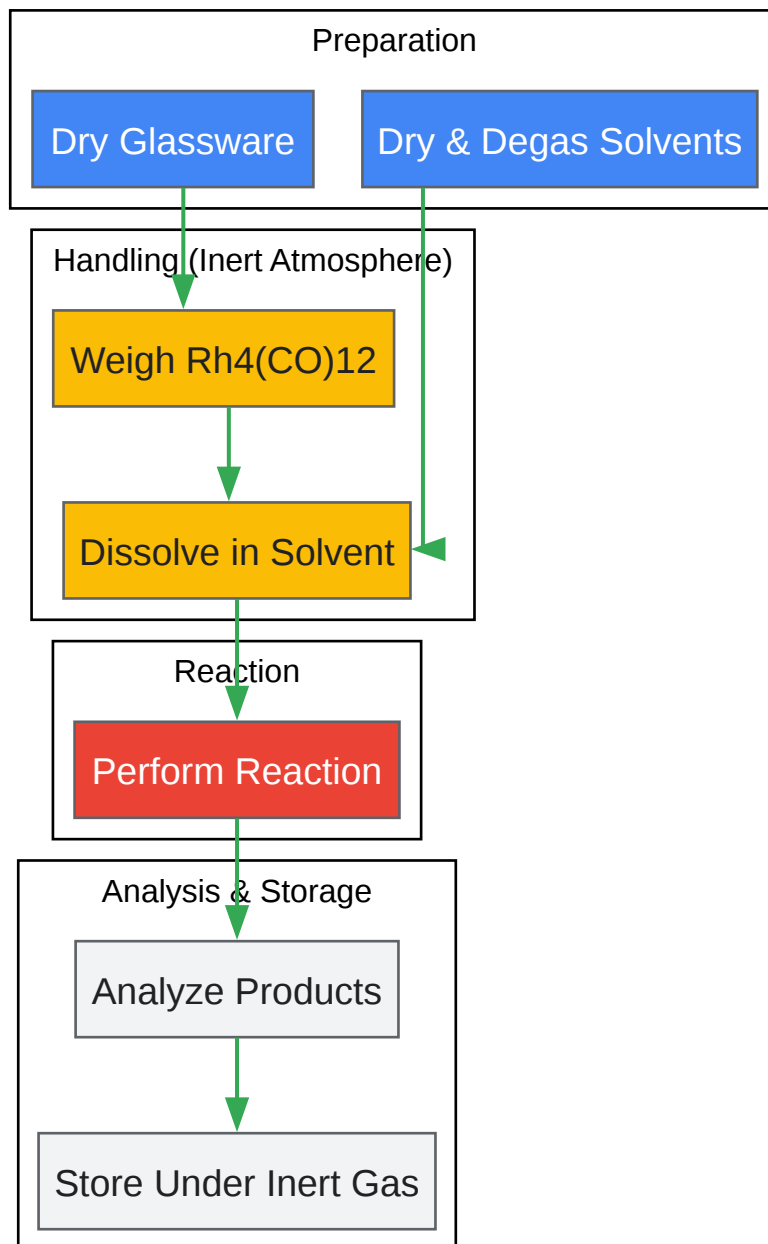 Preparation
Dry Glassware
Dry & Degas Solvents
Handling (Inert Atmosphere)
Weigh Rh4(CO)12
Dissolve in Solvent
Reaction
Perform Reaction
Analysis & Storage
Analyze Products
Store Under Inert Gas